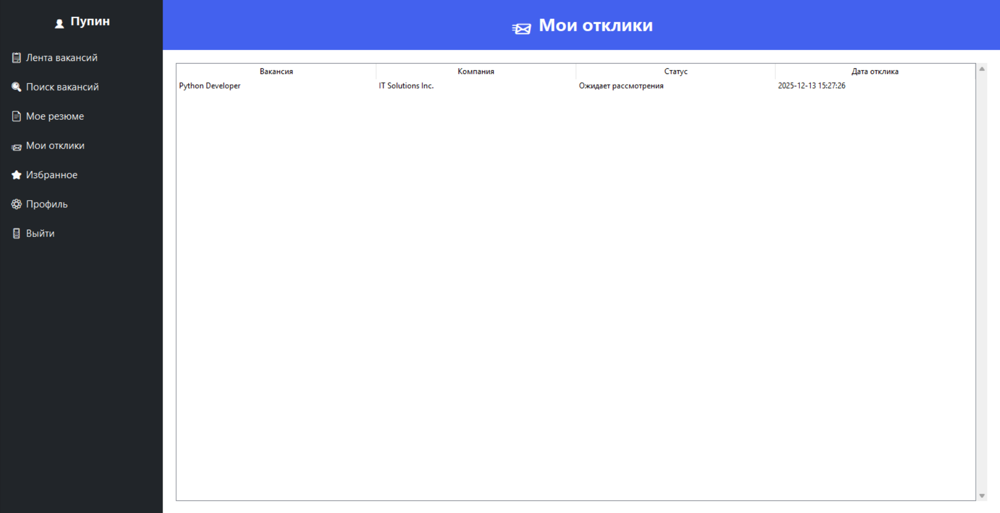 Пупин
Лента вакансий
Поиск вакансий
Мое резюме
Мои отклики
Избранное
Профиль
Выйти
Мои отклики
Вакансия Компания Статус Дата отклика
Python Developer IT Solutions Inc. Ожидает рассмотрения 2025-12-13 15:27:26